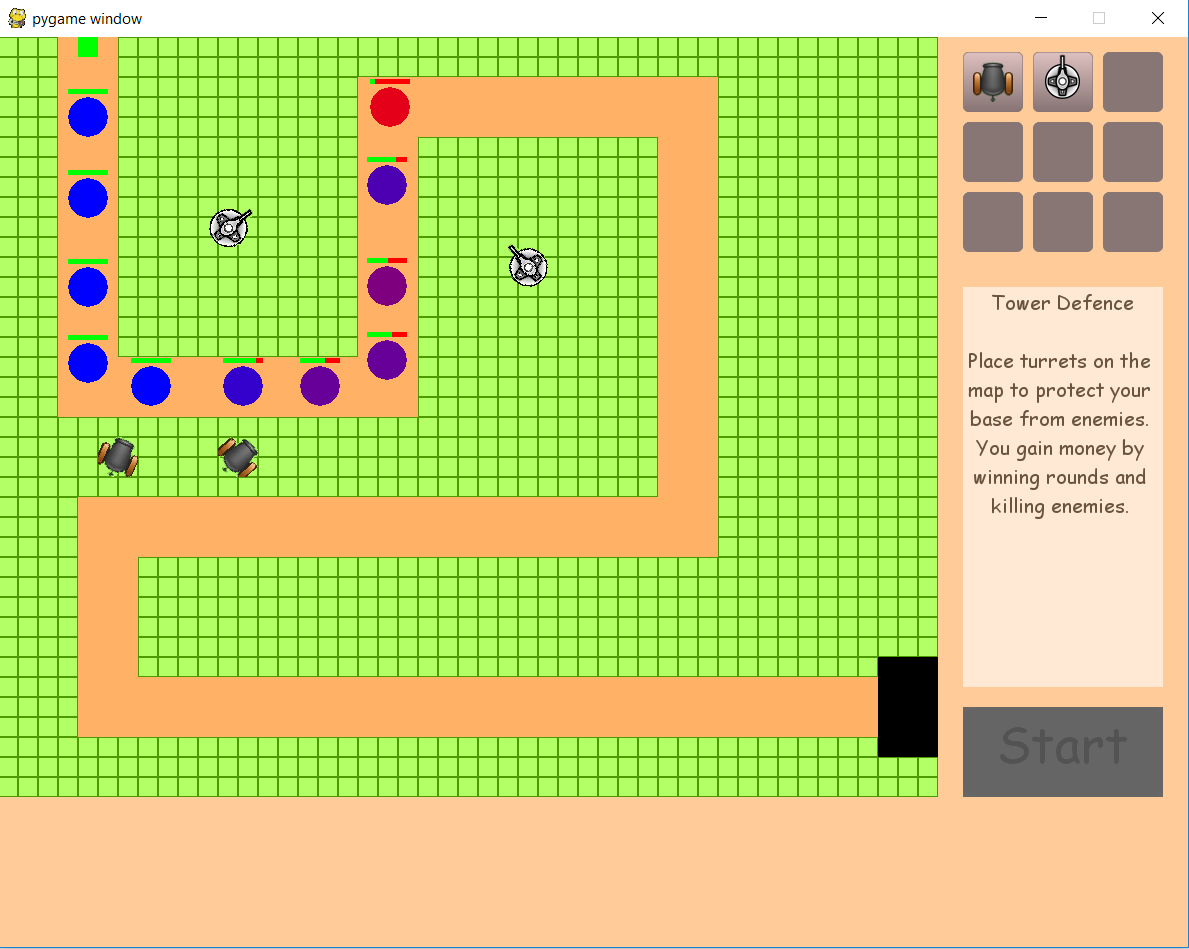 pygame window
Tower Defence
Place turrets on the
map to protect your
base from enemies.
You gain money by
winning rounds and
killing enemies.
Start